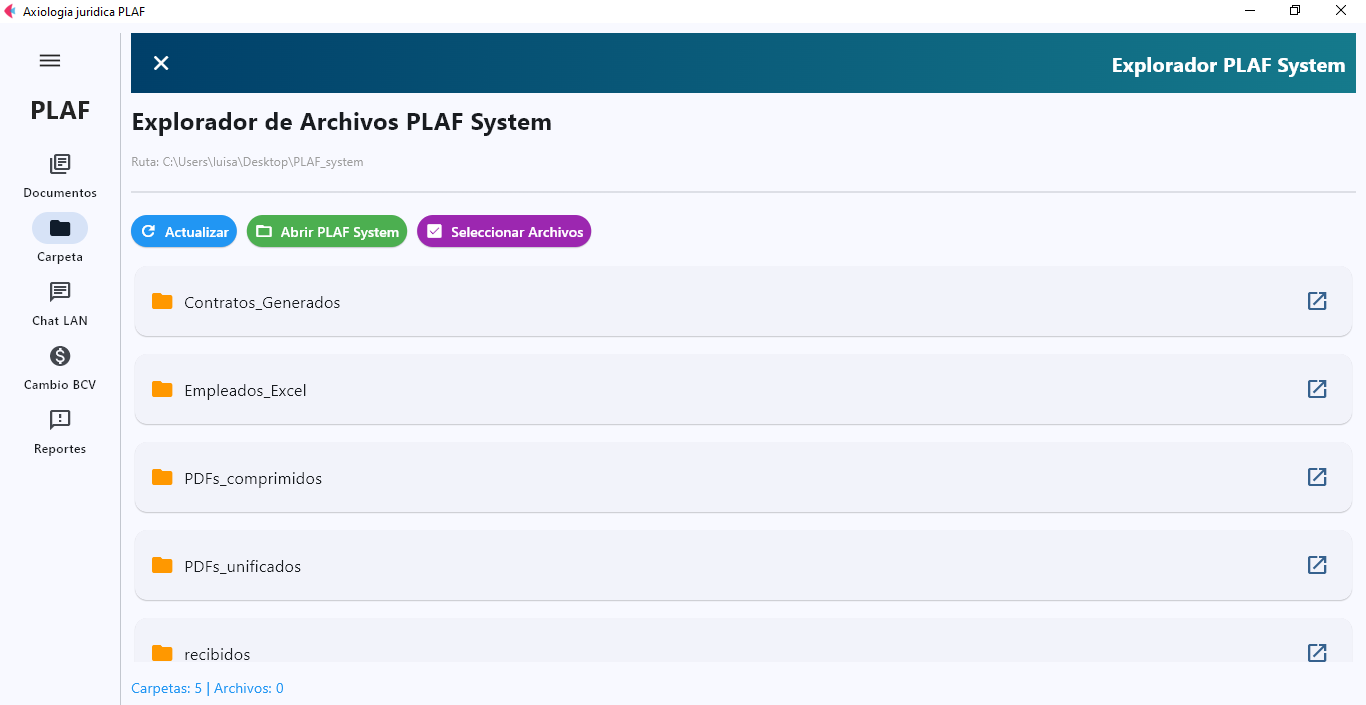 Axiologia juridica PLAF
PLAF
Documentos
Carpeta
Chat LAN
Cambio BCV
Reportes
Explorador PLAF System
Explorador de Archivos PLAF System
Ruta: C:\Users\luisa\Desktop\PLAF_system
Actualizar
Abrir PLAF System
Seleccionar Archivos
Contratos_Generados
Empleados_Excel
PDFs_comprimidos
PDFs_unificados
recibidos
Carpetas: 5 | Archivos: 0